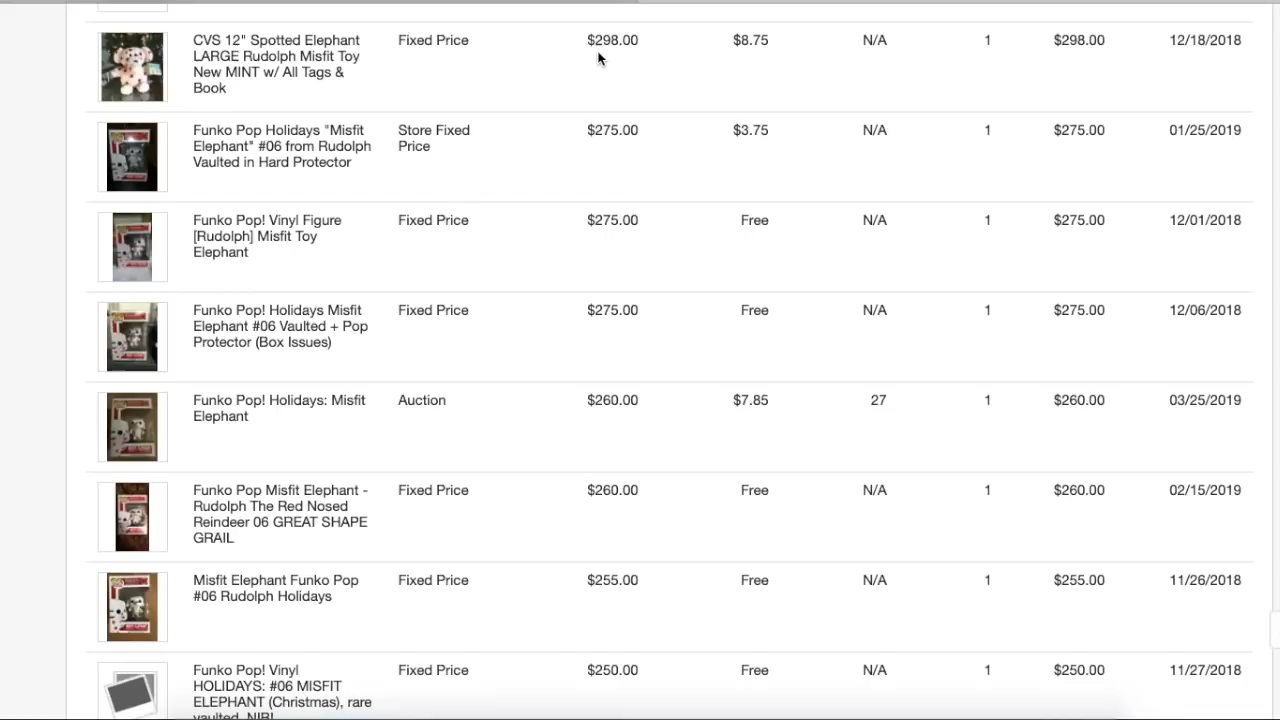 CVS 12" Spotted Elephant Fixed Price $298.00 $8.75 N/A 1 $298.00 12/18/2018
LARGE Rudolph Misfit Toy
New MINT w/ All Tags &
Book
Funko Pop Holidays "Misfit Store Fixed $275.00 $3.75 N/A 1 $275.00 01/25/2019
Elephant" #06 from Rudolph Price
Vaulted in Hard Protector
Funko Pop! Vinyl Figure Fixed Price $275.00 Free N/A 1 $275.00 12/01/2018
[Rudolph] Misfit Toy
Elephant
Funko Pop! Holidays Misfit Fixed Price $275.00 Free N/A 1 $275.00 12/06/2018
Elephant #06 Vaulted + Pop
Protector (Box Issues)
Funko Pop! Holidays: Misfit Auction $260.00 $7.85 27 1 $260.00 03/25/2019
Elephant
Funko Pop Misfit Elephant - Fixed Price $260.00 Free N/A 1 $260.00 02/15/2019
Rudolph The Red Nosed
Reindeer 06 GREAT SHAPE
GRAIL
Misfit Elephant Funko Pop Fixed Price $255.00 Free N/A 1 $255.00 11/26/2018
#06 Rudolph Holidays
Funko Pop! Vinyl Fixed Price $250.00 Free N/A 1 $250.00 11/27/2018
HOLIDAYS: #06 MISFIT
ELEPHANT (Christmas), rare
vaulted, NIB!